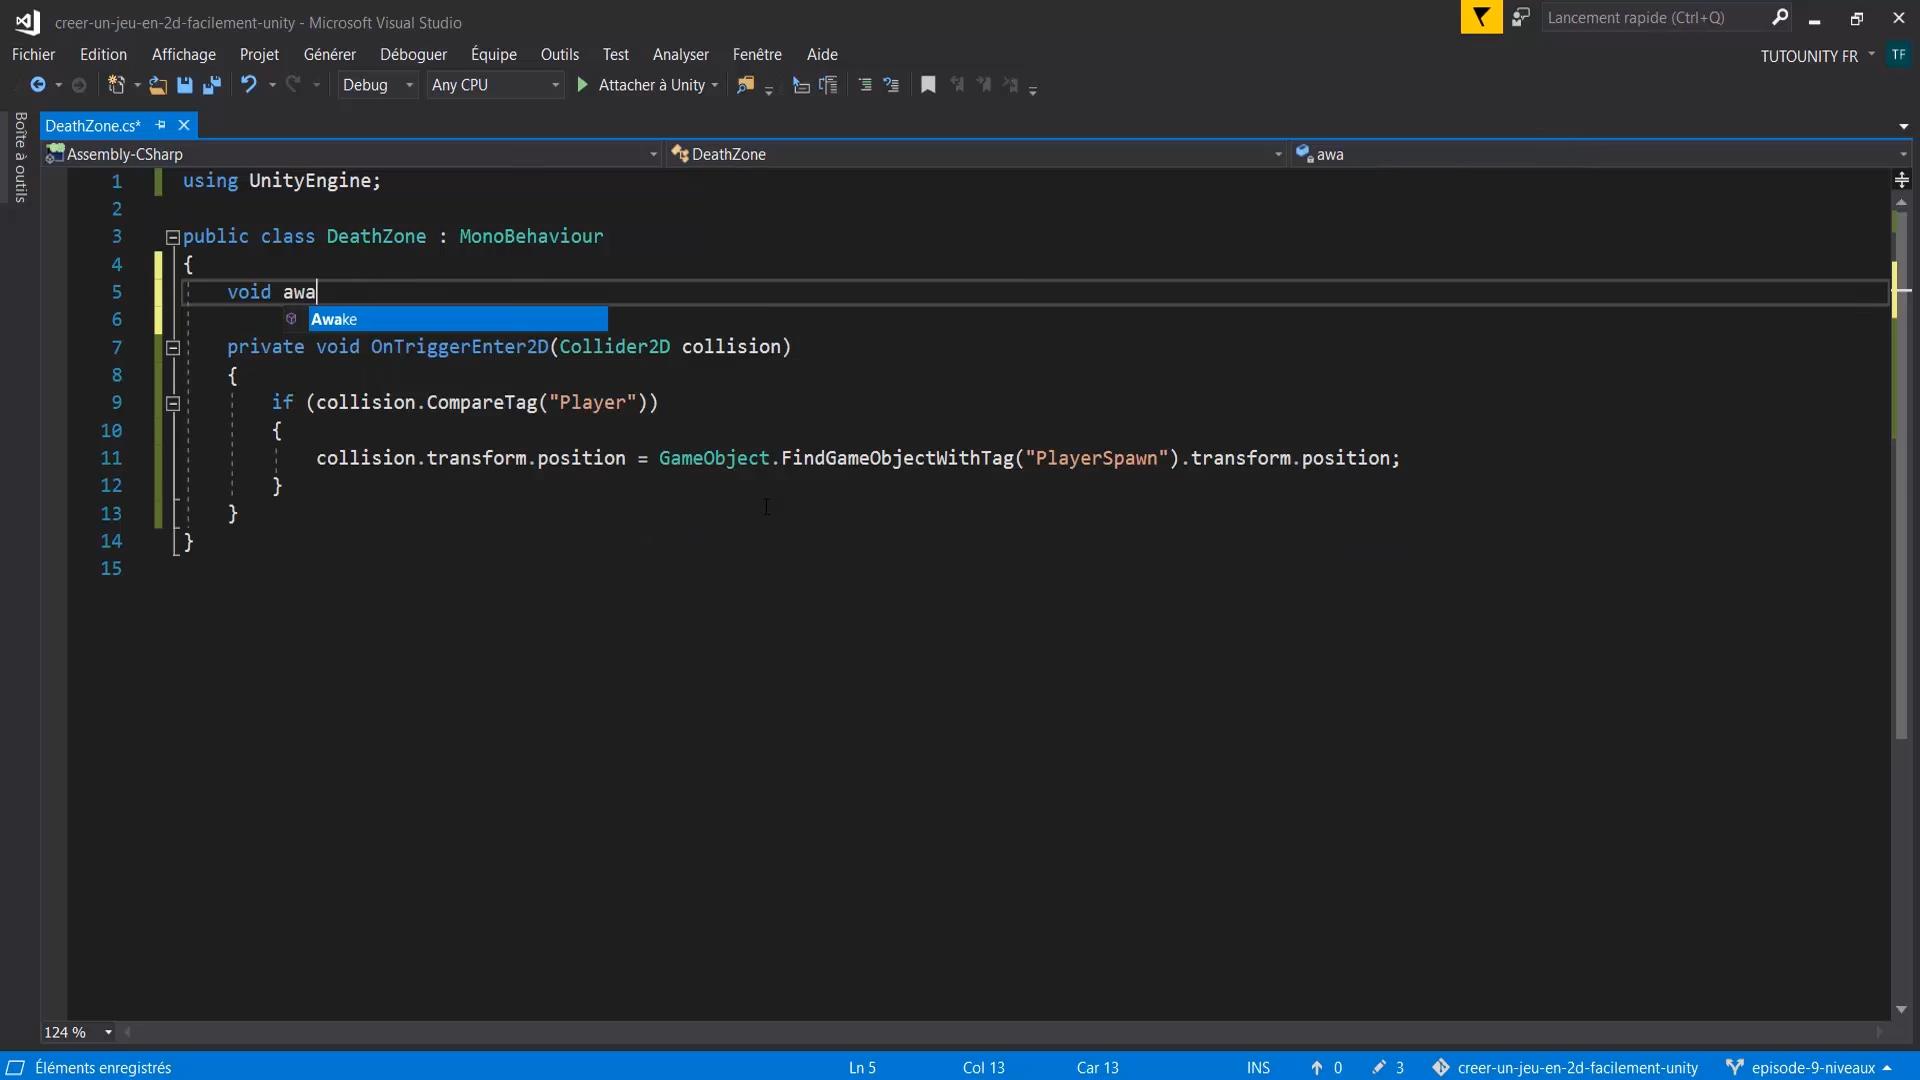 creer-un-jeu-en-2d-facilement-unity - Microsoft Visual Studio
Lancement rapide (Ctrl+Q)
Fichier Edition Affichage Projet Générer Déboguer Équipe Outils Test Analyser Fenêtre Aide
TUTOUNITY FR TF
Debug Any CPU Attacher à Unity
Boîte à outils
DeathZone.cs*
Assembly-CSharp DeathZone awa
1 using UnityEngine;
2
3 public class DeathZone : MonoBehaviour
4 {
5 void awa
6 Awake
7 private void OnTriggerEnter2D(Collider2D collision)
8 {
9 if (collision.CompareTag("Player"))
10 {
11 collision.transform.position = GameObject.FindGameObjectWithTag("PlayerSpawn").transform.position;
12 }
13 }
14 }
15
124 %
Éléments enregistrés Ln 5 Col 13 Car 13 INS 0 3 creer-un-jeu-en-2d-facilement-unity episode-9-niveaux